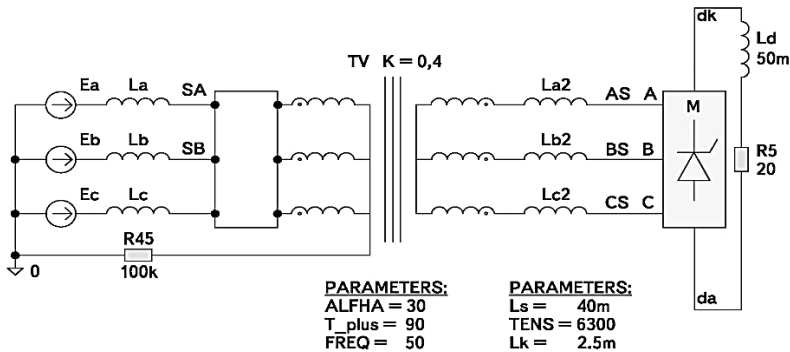 dk
Ld
50m
TV K = 0,4
Ea La SA
La2 AS A
M
Eb Lb SB
Lb2 BS B
R5
20
Ec Lc
Lc2 CS C
R45
100k
0
da
PARAMETERS:
ALFHA = 30
T_plus = 90
FREQ = 50
PARAMETERS:
Ls = 40m
TENS = 6300
Lk = 2.5m